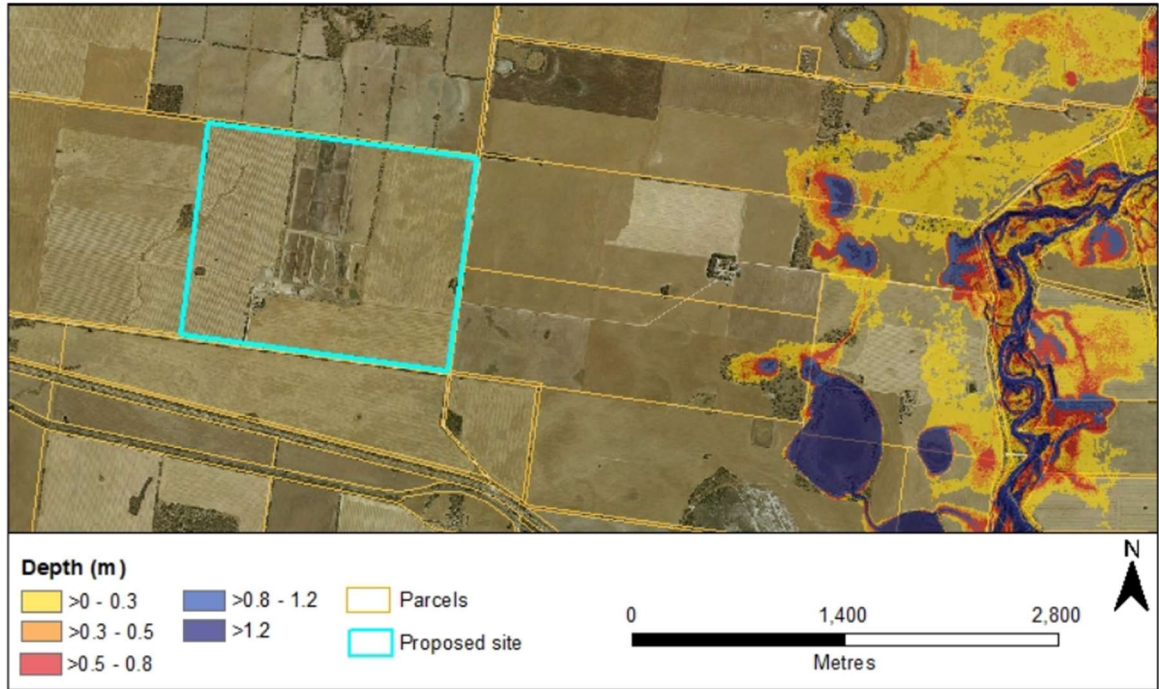 Depth (m)
>0 - 0.3
>0.3 - 0.5
>0.5 - 0.8
>0.8 - 1.2
>1.2
Parcels
Proposed site
0 1,400 2,800
Metres
N